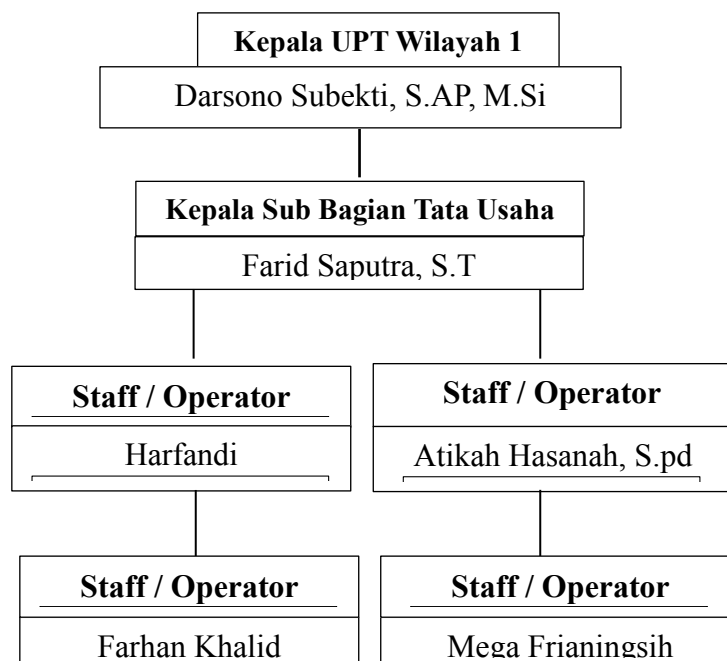 Kepala UPT Wilayah 1
Darsono Subekti, S.AP, M.Si
Kepala Sub Bagian Tata Usaha
Farid Saputra, S.T
Staff / Operator
Harfandi
Staff / Operator
Atikah Hasanah, S.pd
Staff / Operator
Farhan Khalid
Staff / Operator
Mega Frianingsih